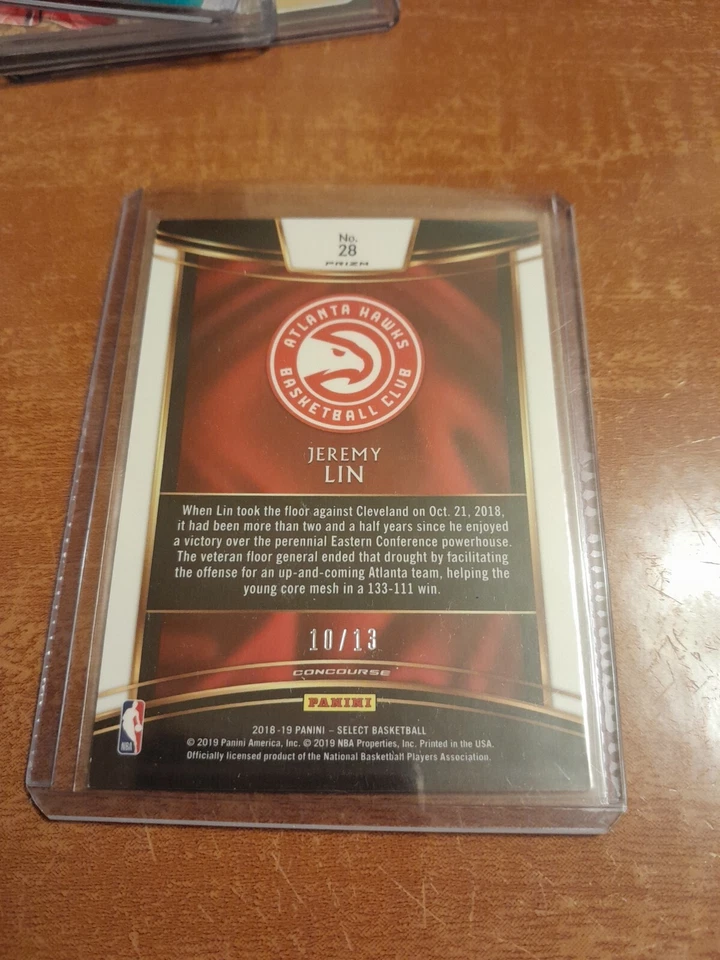 No.
28
PRIZM
ATLANTA HAWKS
BASKETBALL CLUB
JEREMY
LIN
When Lin took the floor against Cleveland on Oct. 21, 2018,
it had been more than two and a half years since he enjoyed
a victory over the perennial Eastern Conference powerhouse.
The veteran floor general ended that drought by facilitating
the offense for an up-and-coming Atlanta team, helping the
young core mesh in a 133-111 win.
10/13
CONCOURSE
PANINI
2018-19 PANINI – SELECT BASKETBALL
© 2019 Panini America, Inc. © 2019 NBA Properties, Inc. Printed in the USA.
Officially licensed product of the National Basketball Players Association.
NBA